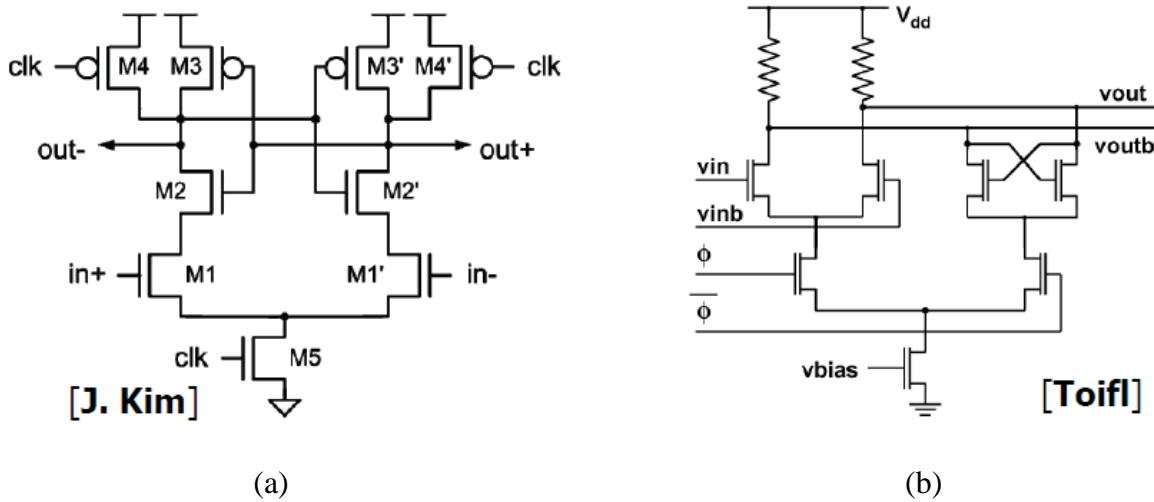 clk
M4
M3
M3'
M4'
clk
out-
out+
M2
M2'
in+
M1
M1'
in-
clk
M5
[J. Kim]
(a)
Vdd
vout
voutb
vin
vinb
ϕ
ϕ̅
vbias
[Toifl]
(b)